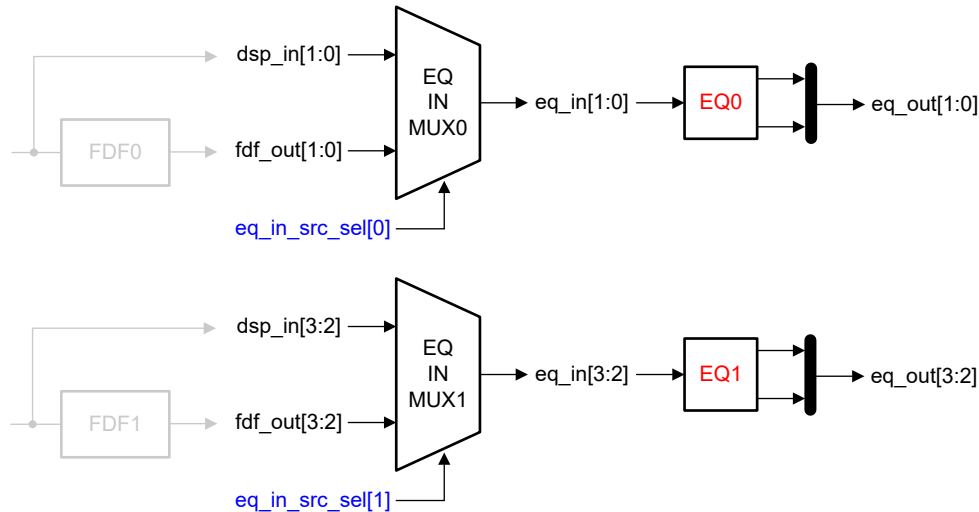 dsp_in[1:0]
EQ
IN
MUX0
eq_in[1:0]
EQ0
eq_out[1:0]
FDF0
fdf_out[1:0]
eq_in_src_sel[0]
dsp_in[3:2]
EQ
IN
MUX1
eq_in[3:2]
EQ1
eq_out[3:2]
FDF1
fdf_out[3:2]
eq_in_src_sel[1]